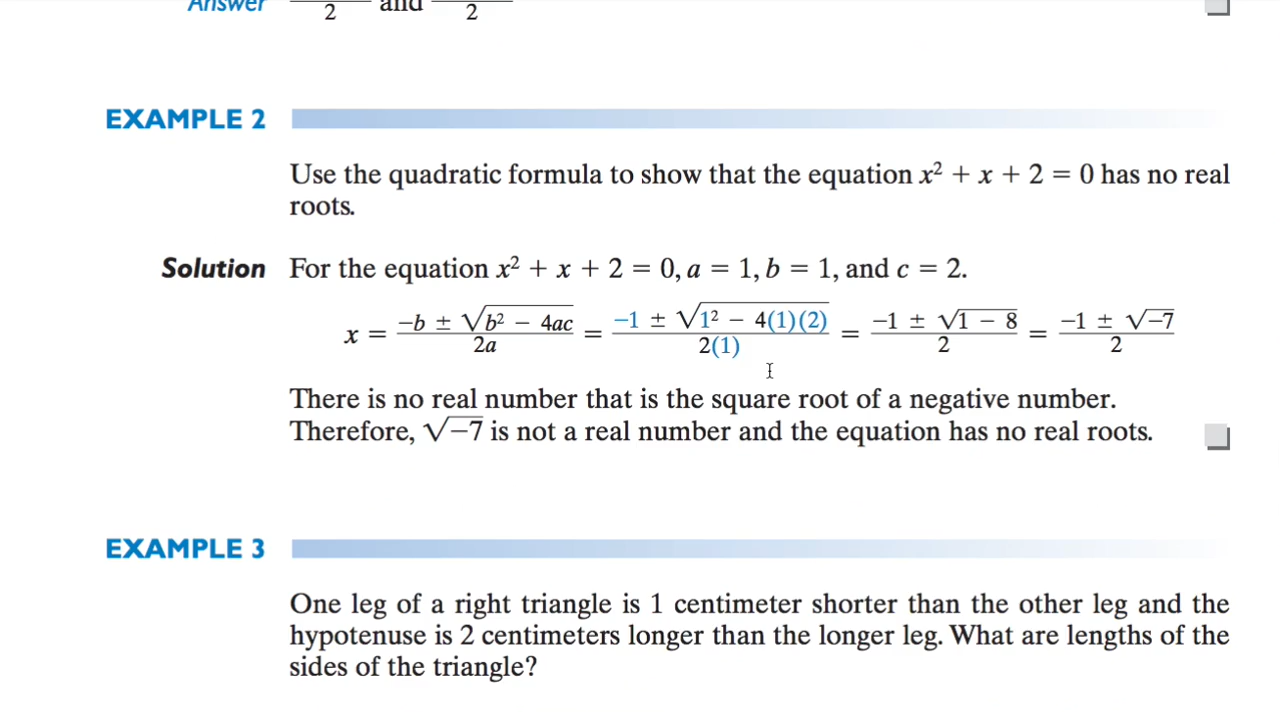 Answer 2 and 2
EXAMPLE 2
Use the quadratic formula to show that the equation x² + x + 2 = 0 has no real
roots.
Solution For the equation x² + x + 2 = 0, a = 1, b = 1, and c = 2.
x = (−b ± √(b² − 4ac))/(2a) = (−1 ± √(1² − 4(1)(2)))/(2(1)) = (−1 ± √(1 − 8))/2 = (−1 ± √(−7))/2
There is no real number that is the square root of a negative number.
Therefore, √−7 is not a real number and the equation has no real roots.
EXAMPLE 3
One leg of a right triangle is 1 centimeter shorter than the other leg and the
hypotenuse is 2 centimeters longer than the longer leg. What are lengths of the
sides of the triangle?